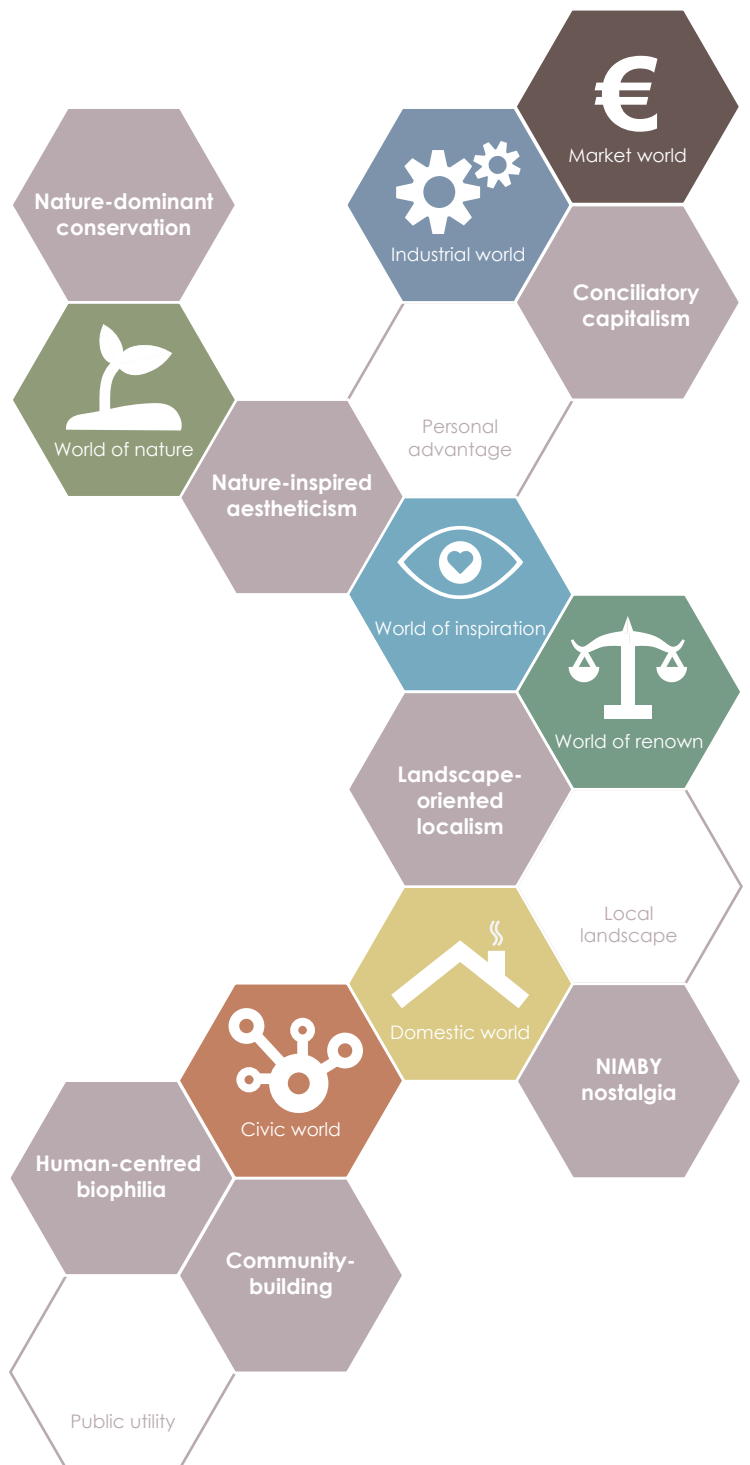 €
Market world
Nature-dominant
conservation
Industrial world
Conciliatory
capitalism
World of nature
Personal
advantage
Nature-inspired
aestheticism
World of inspiration
World of renown
Landscape-
oriented
localism
Local
landscape
Domestic world
NIMBY
nostalgia
Civic world
Human-centred
biophilia
Community-
building
Public utility